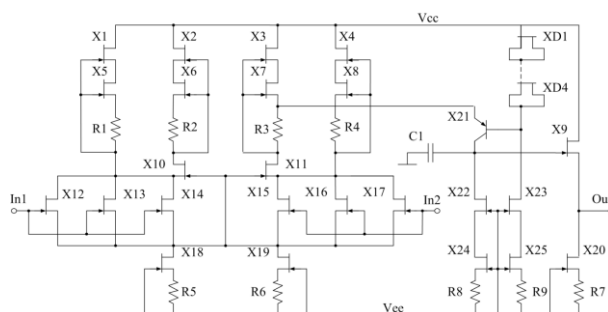 X1 X2 X3 X4 Vcc XD1
X5 X6 X7 X8 XD4
R1 R2 R3 R4 X21 X9
X10 X11 C1
In1 X12 X13 X14 X15 X16 X17 In2 X22 X23 Ou
X18 X19 X24 X25 X20
R5 R6 R8 R9 R7
Vee